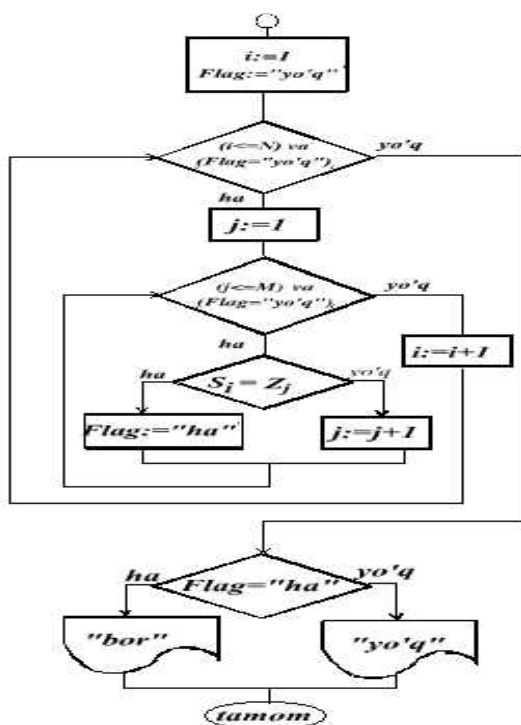 i:=1
Flag:="yo'q"
(i<=N) va
(Flag="yo'q")
yo'q
ha
j:=1
(j<=M) va
(Flag="yo'q")
yo'q
ha
i:=i+1
ha
Si = Zj
yo'q
Flag:="ha"
j:=j+1
ha
Flag="ha"
yo'q
"bor"
"yo'q"
tamom